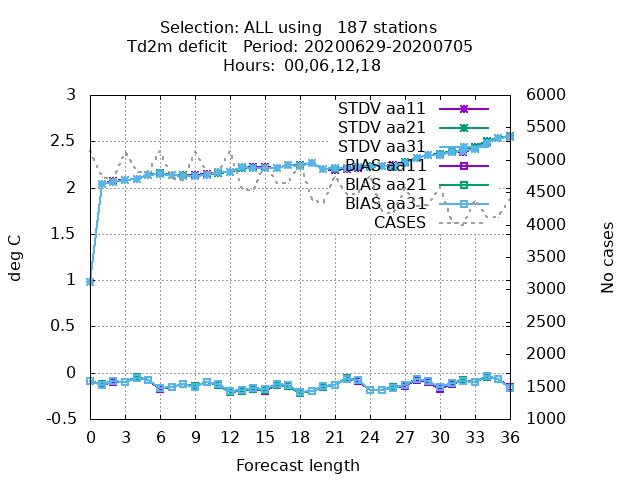 Selection: ALL using   187 stations
Td2m deficit   Period: 20200629-20200705
Hours: 00,06,12,18
STDV aa11
STDV aa21
STDV aa31
BIAS aa11
BIAS aa21
BIAS aa31
CASES
deg C
3
2.5
2
1.5
1
0.5
0
-0.5
6000
5500
5000
4500
4000
3500
3000
2500
2000
1500
1000
No cases
0 3 6 9 12 15 18 21 24 27 30 33 36
Forecast length